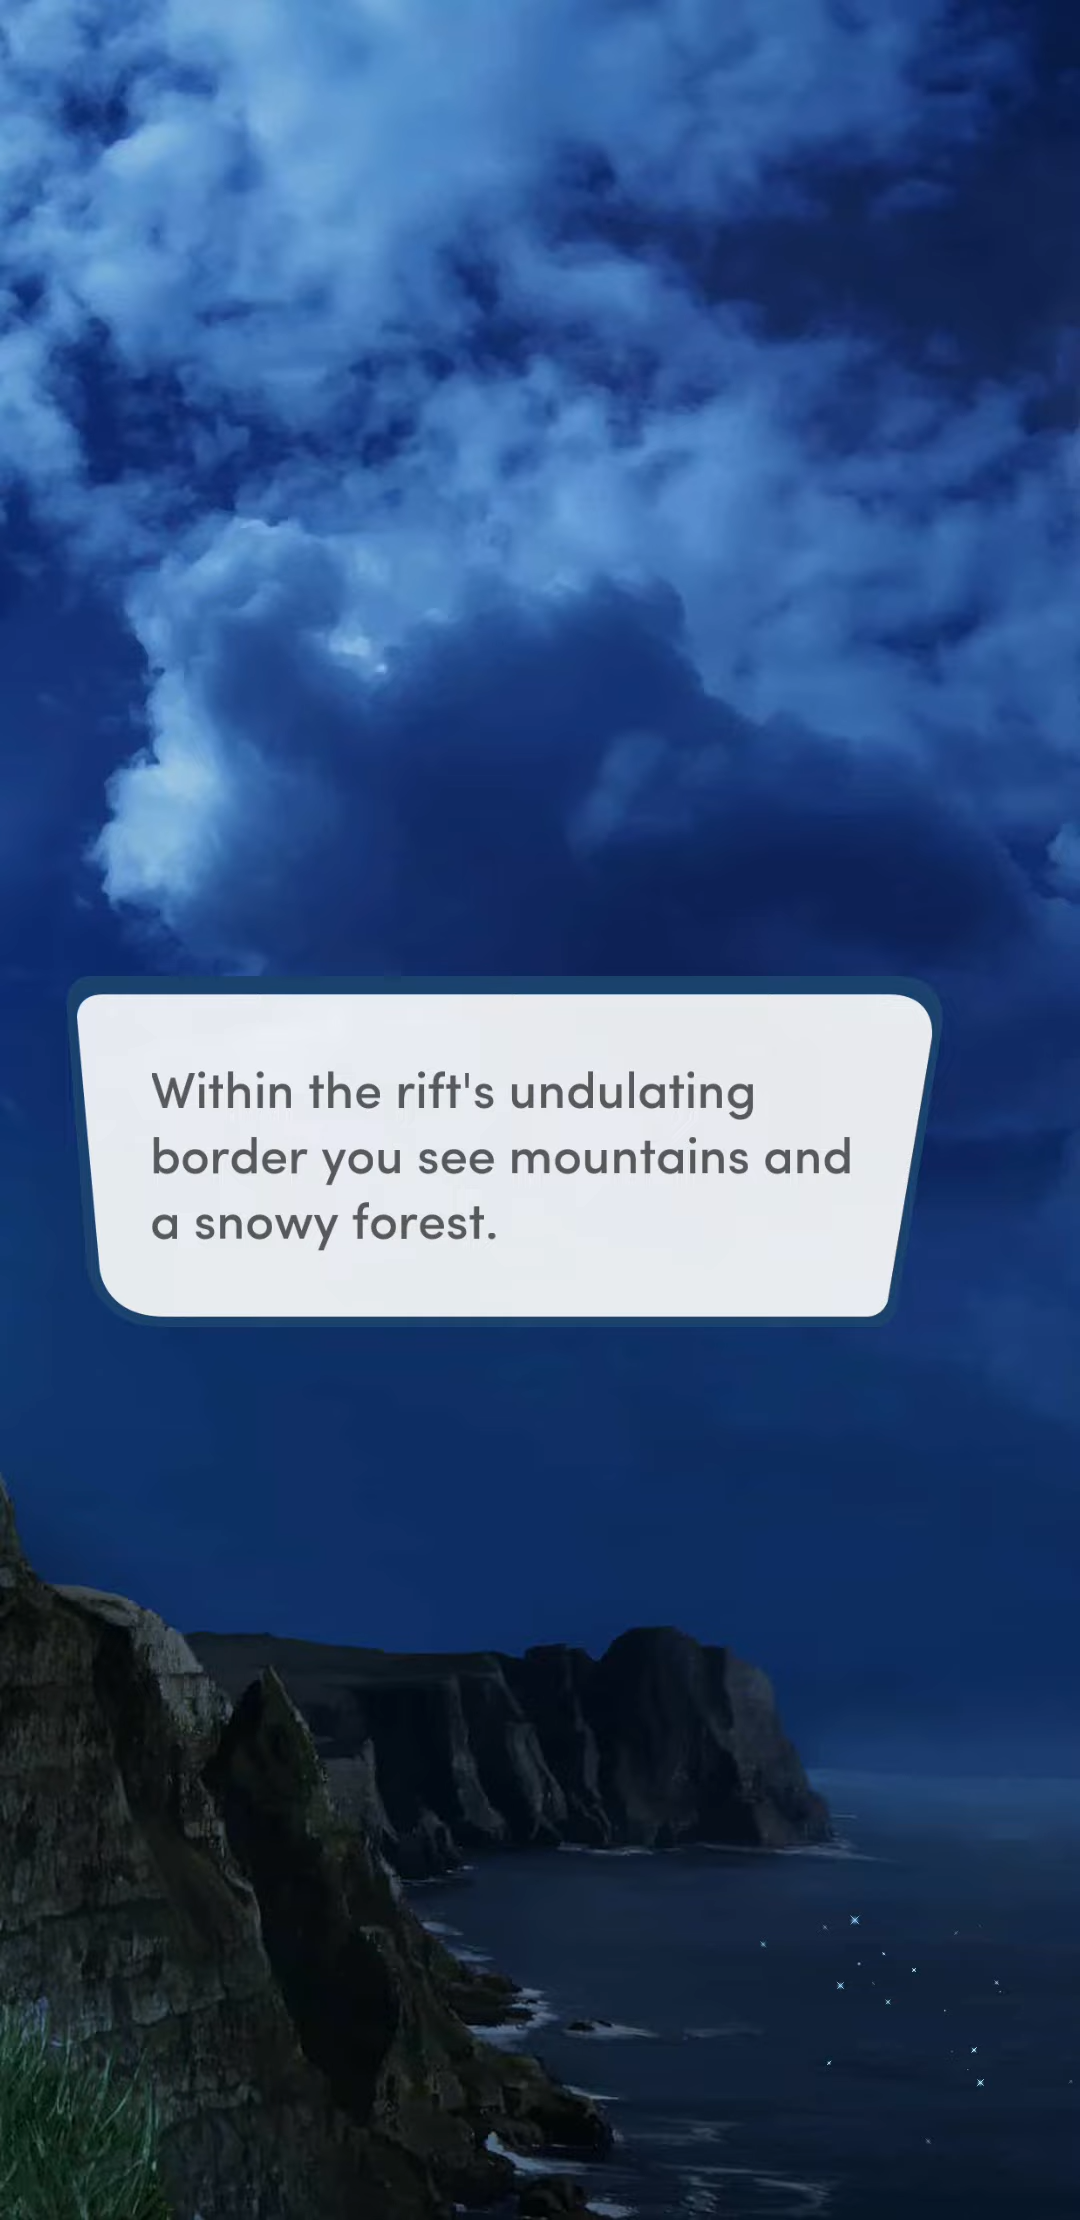 Within the rift's undulating
border you see mountains and
a snowy forest.